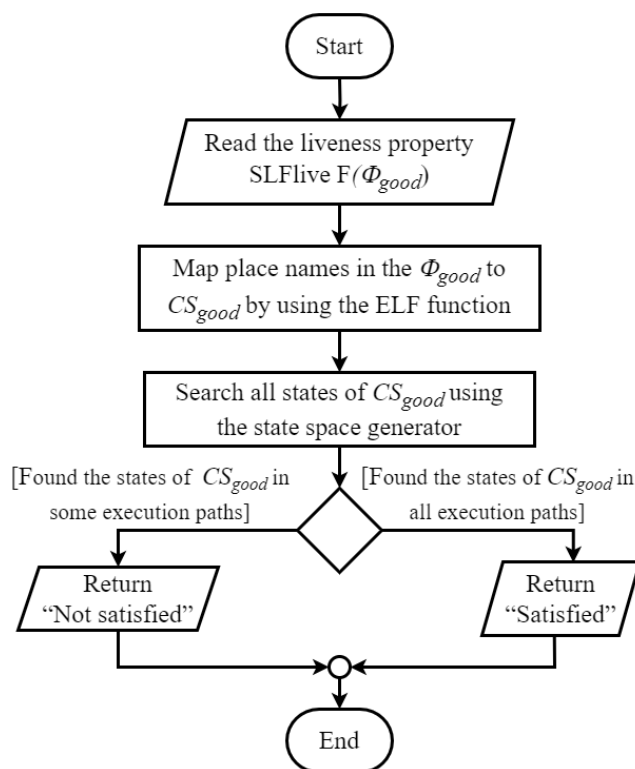 Start
Read the liveness property
SLFlive F(Φgood)
Map place names in the Φgood to
CSgood by using the ELF function
Search all states of CSgood using
the state space generator
[Found the states of CSgood in
some execution paths]
[Found the states of CSgood in
all execution paths]
Return
“Not satisfied”
Return
“Satisfied”
End